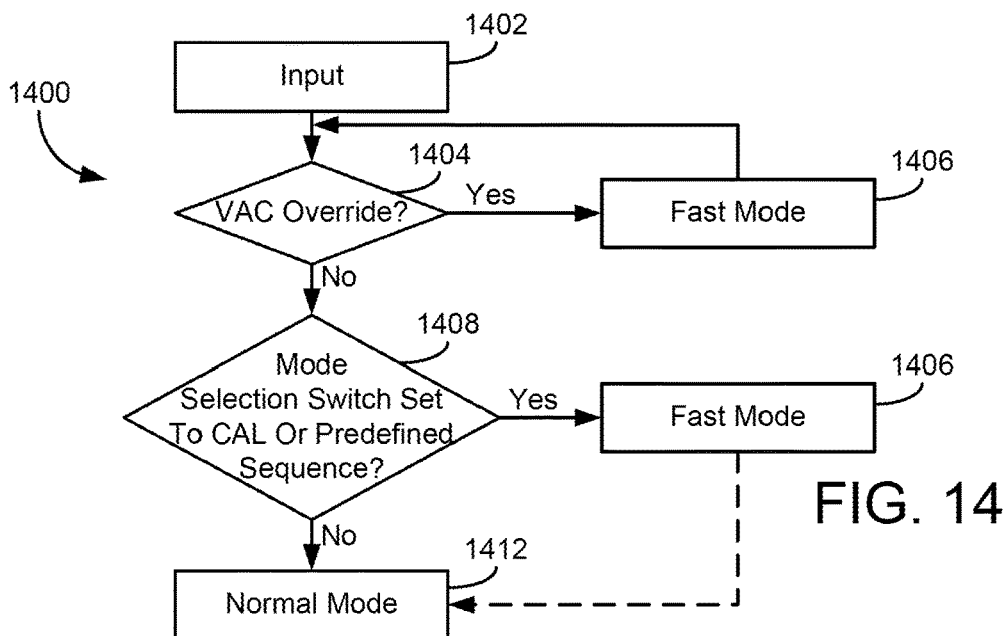 1402
Input
1400
1404
VAC Override?
Yes
1406
Fast Mode
No
1408
Mode
Selection Switch Set
To CAL Or Predefined
Sequence?
Yes
1406
Fast Mode
FIG. 14
No
1412
Normal Mode